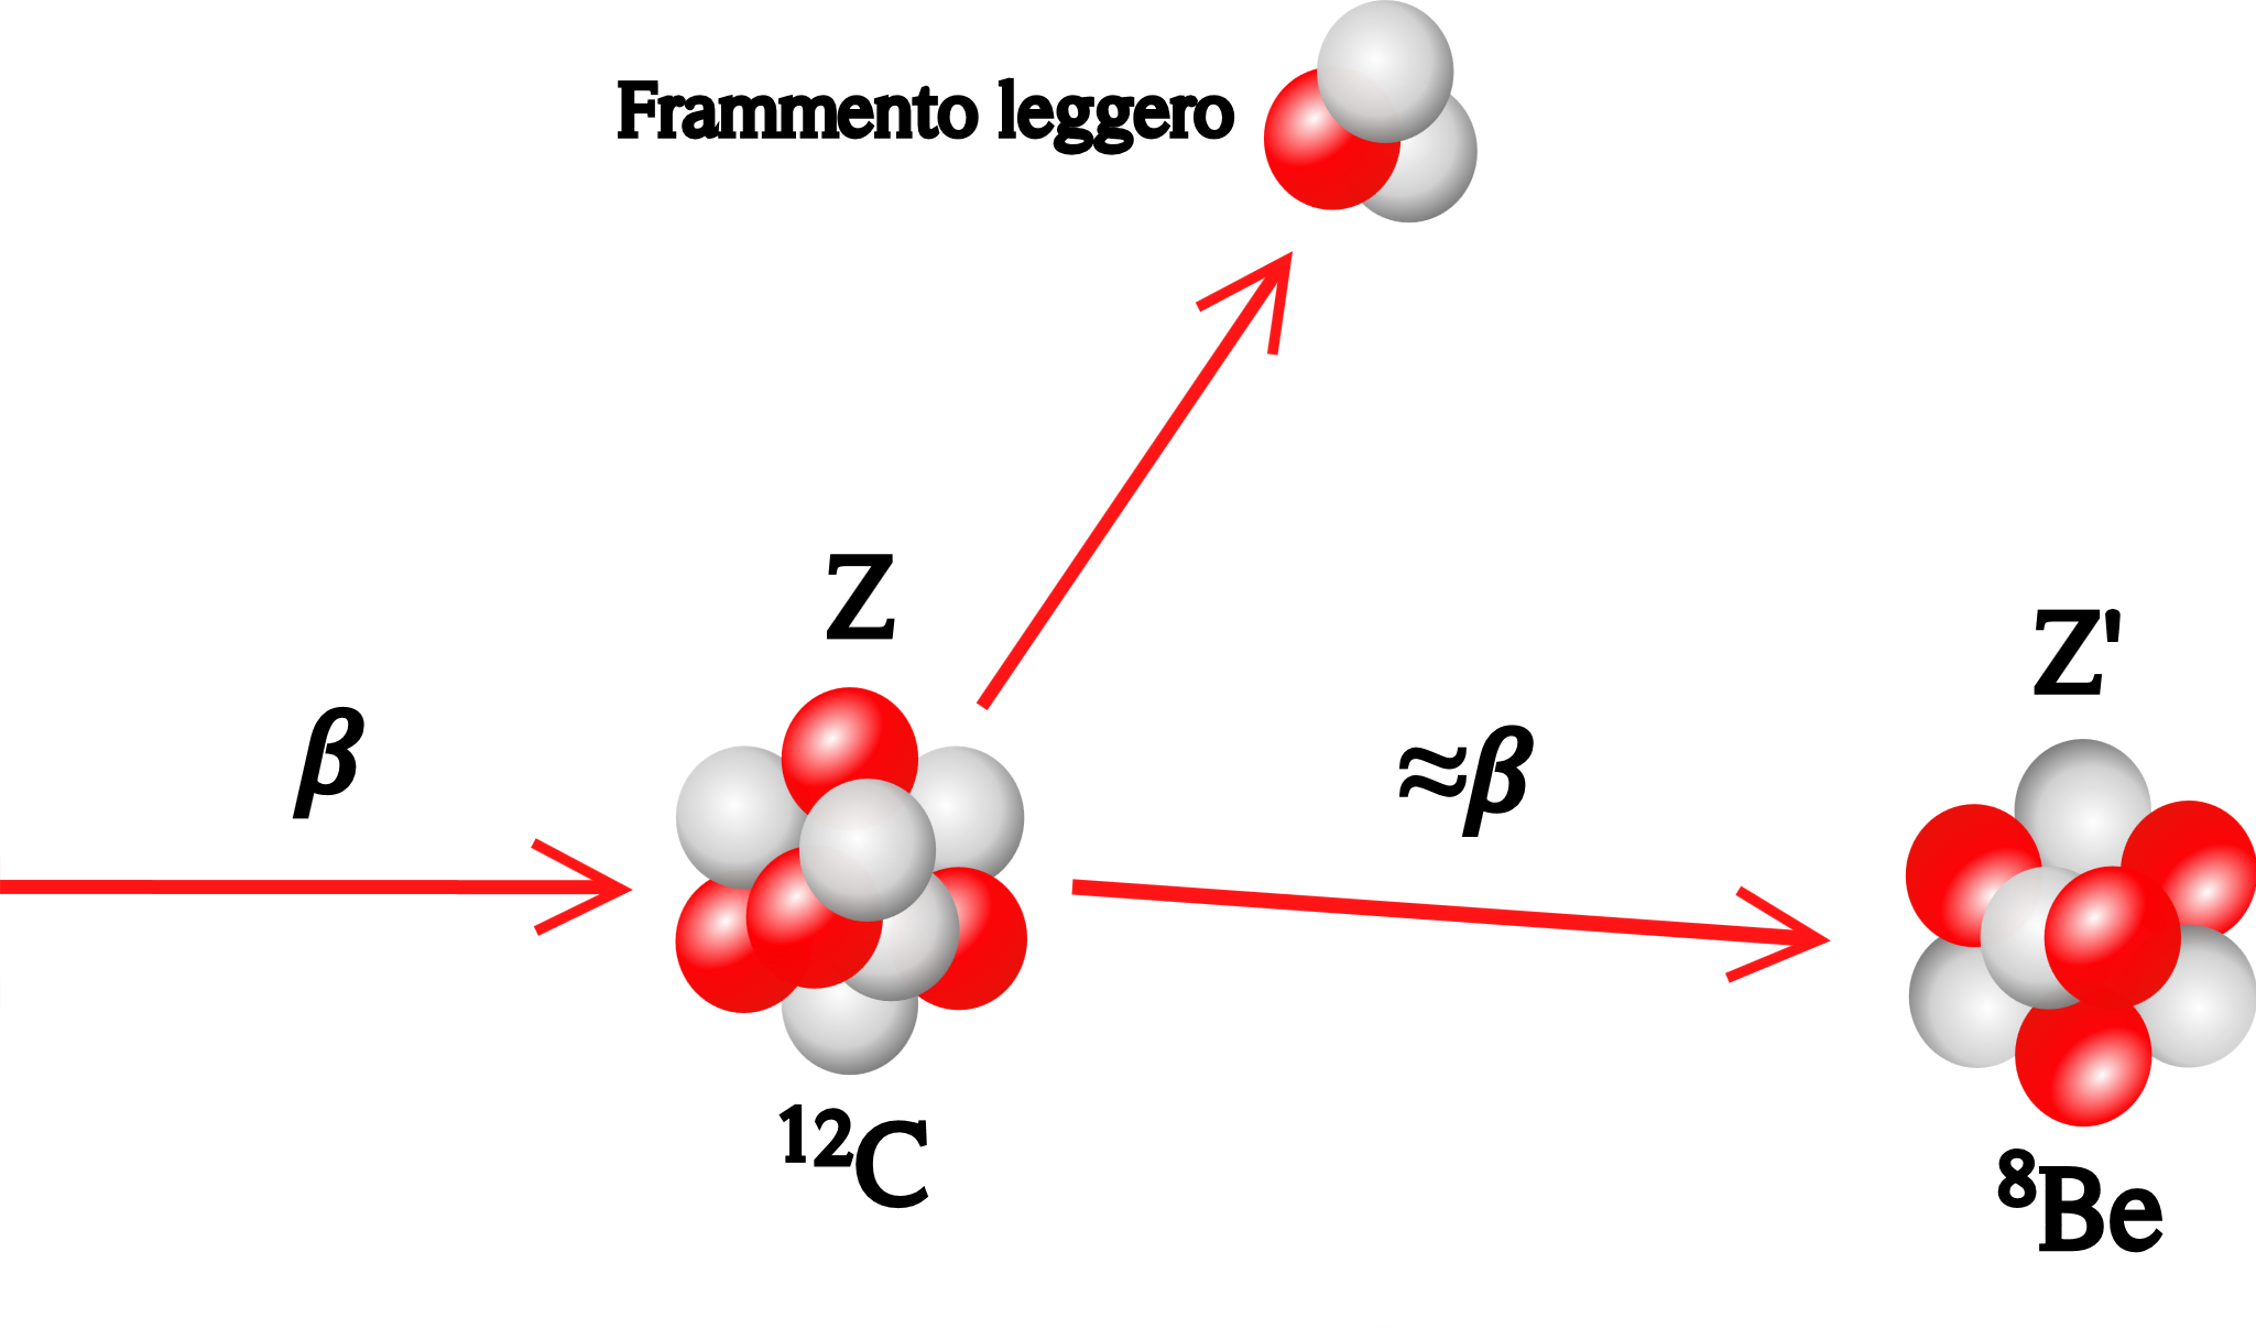 Frammento leggero
Z
Z'
β
≈β
¹²C
⁸Be